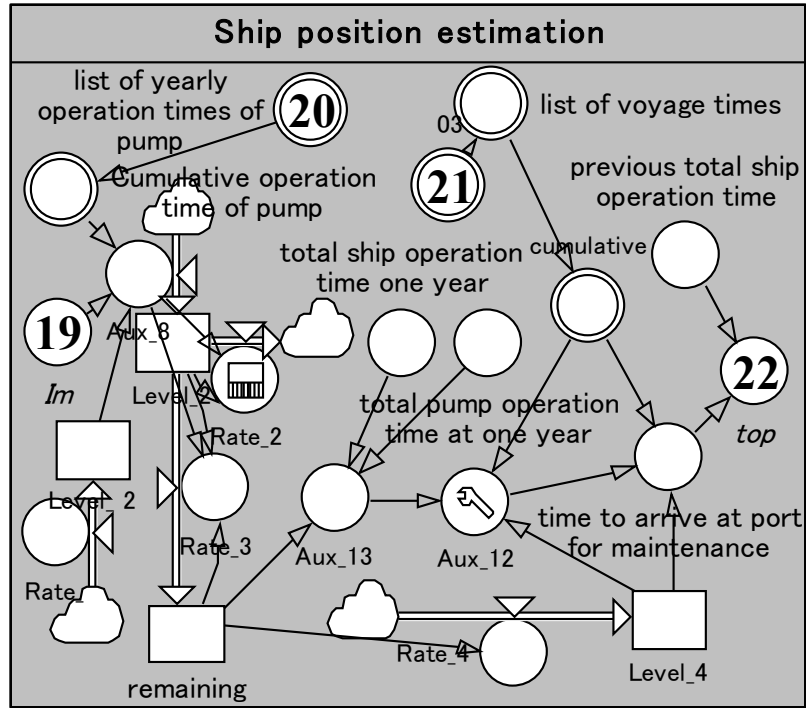 Ship position estimation
list of yearly
operation times of
pump
20
03
21
list of voyage times
previous total ship
operation time
Cumulative operation
time of pump
total ship operation
time one year
cumulative
19
Aux_8
Im
Level_2
Rate_2
22
top
total pump operation
time at one year
Level_2
Rate_
Rate_3
Aux_13
Aux_12
time to arrive at port
for maintenance
Rate_4
Level_4
remaining